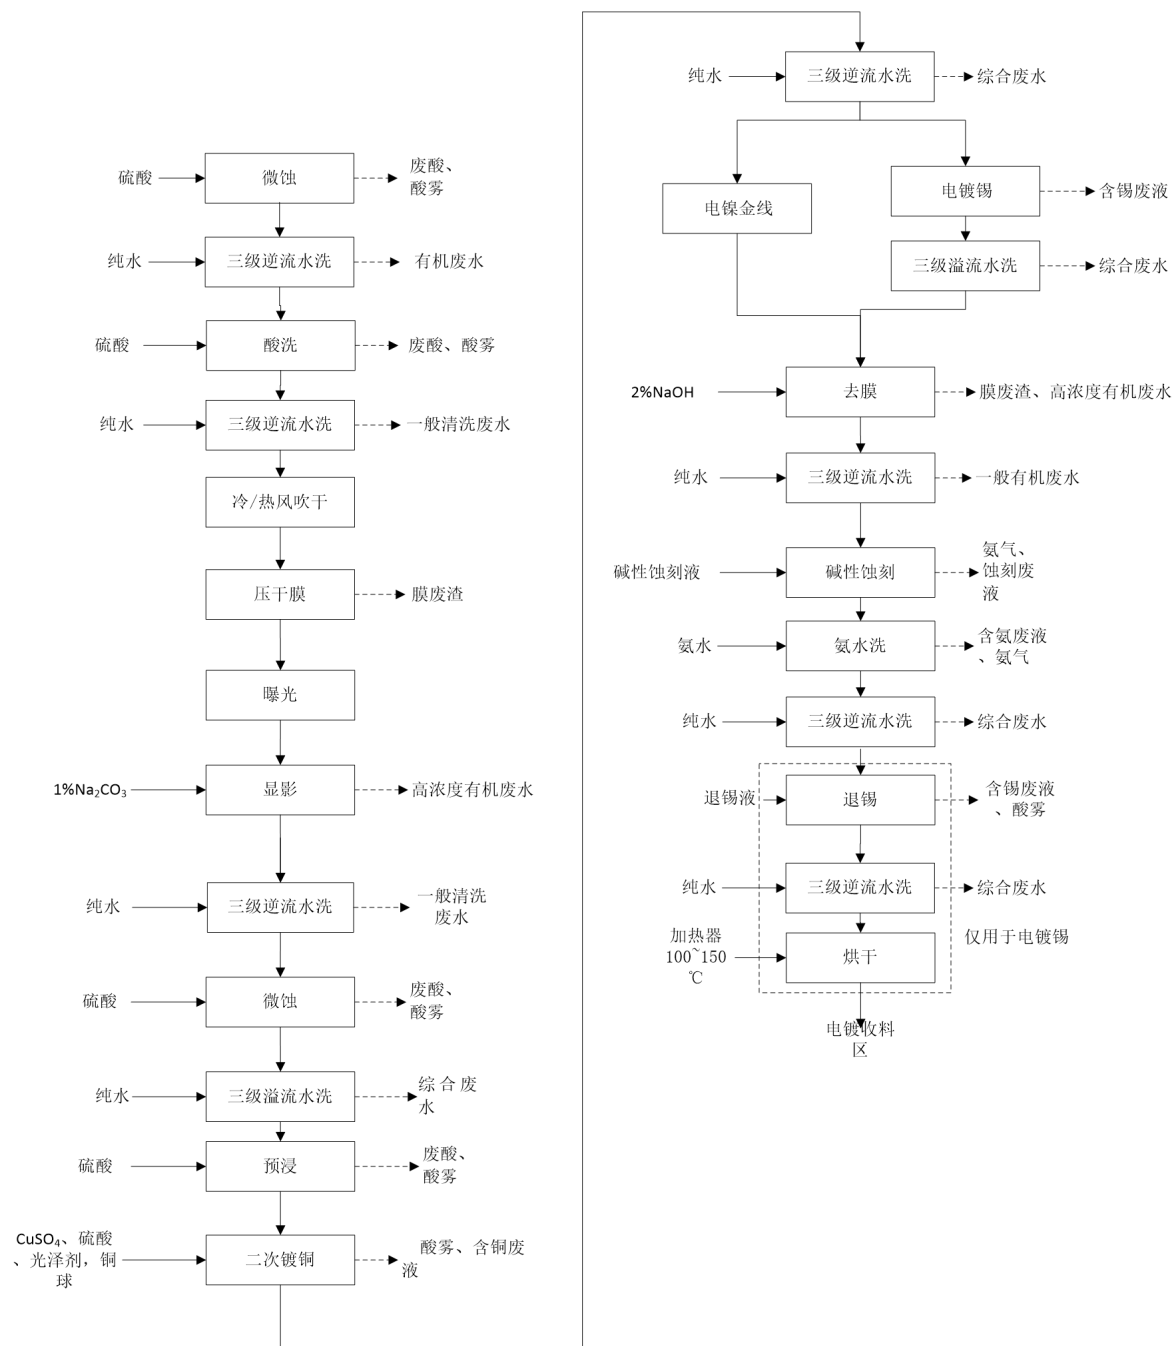 硫酸
微蚀
废酸、
酸雾
纯水
三级逆流水洗
有机废水
硫酸
酸洗
废酸、酸雾
纯水
三级逆流水洗
一般清洗废水
冷/热风吹干
压干膜
膜废渣
曝光
1%Na₂CO₃
显影
高浓度有机废水
纯水
三级逆流水洗
一般清洗
废水
硫酸
微蚀
废酸、
酸雾
纯水
三级溢流水洗
综合废
水
硫酸
预浸
废酸、
酸雾
CuSO₄、硫酸
、光泽剂，铜
球
二次镀铜
酸雾、含铜废
液
纯水
三级逆流水洗
综合废水
电镍金线
电镀锡
含锡废液
三级溢流水洗
综合废水
2%NaOH
去膜
膜废渣、高浓度有机废水
纯水
三级逆流水洗
一般有机废水
碱性蚀刻液
碱性蚀刻
氨气、
蚀刻废
液
氨水
氨水洗
含氨废液
、氨气
纯水
三级逆流水洗
综合废水
退锡液
退锡
含锡废液
、酸雾
纯水
三级逆流水洗
综合废水
加热器
100~150
℃
烘干
仅用于电镀锡
电镀收料
区